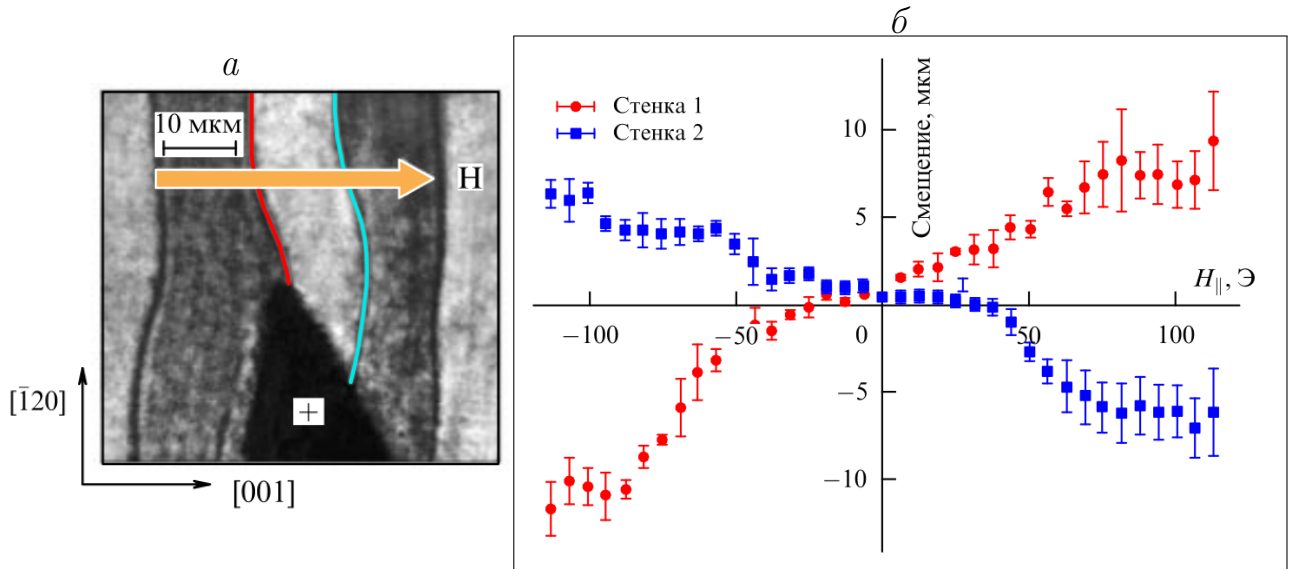 а
10 мкм
H
+
[1̄20]
[001]
б
Стенка 1
Стенка 2
Смещение, мкм
H∥, Э
10
5
−5
−10
−100
−50
0
50
100